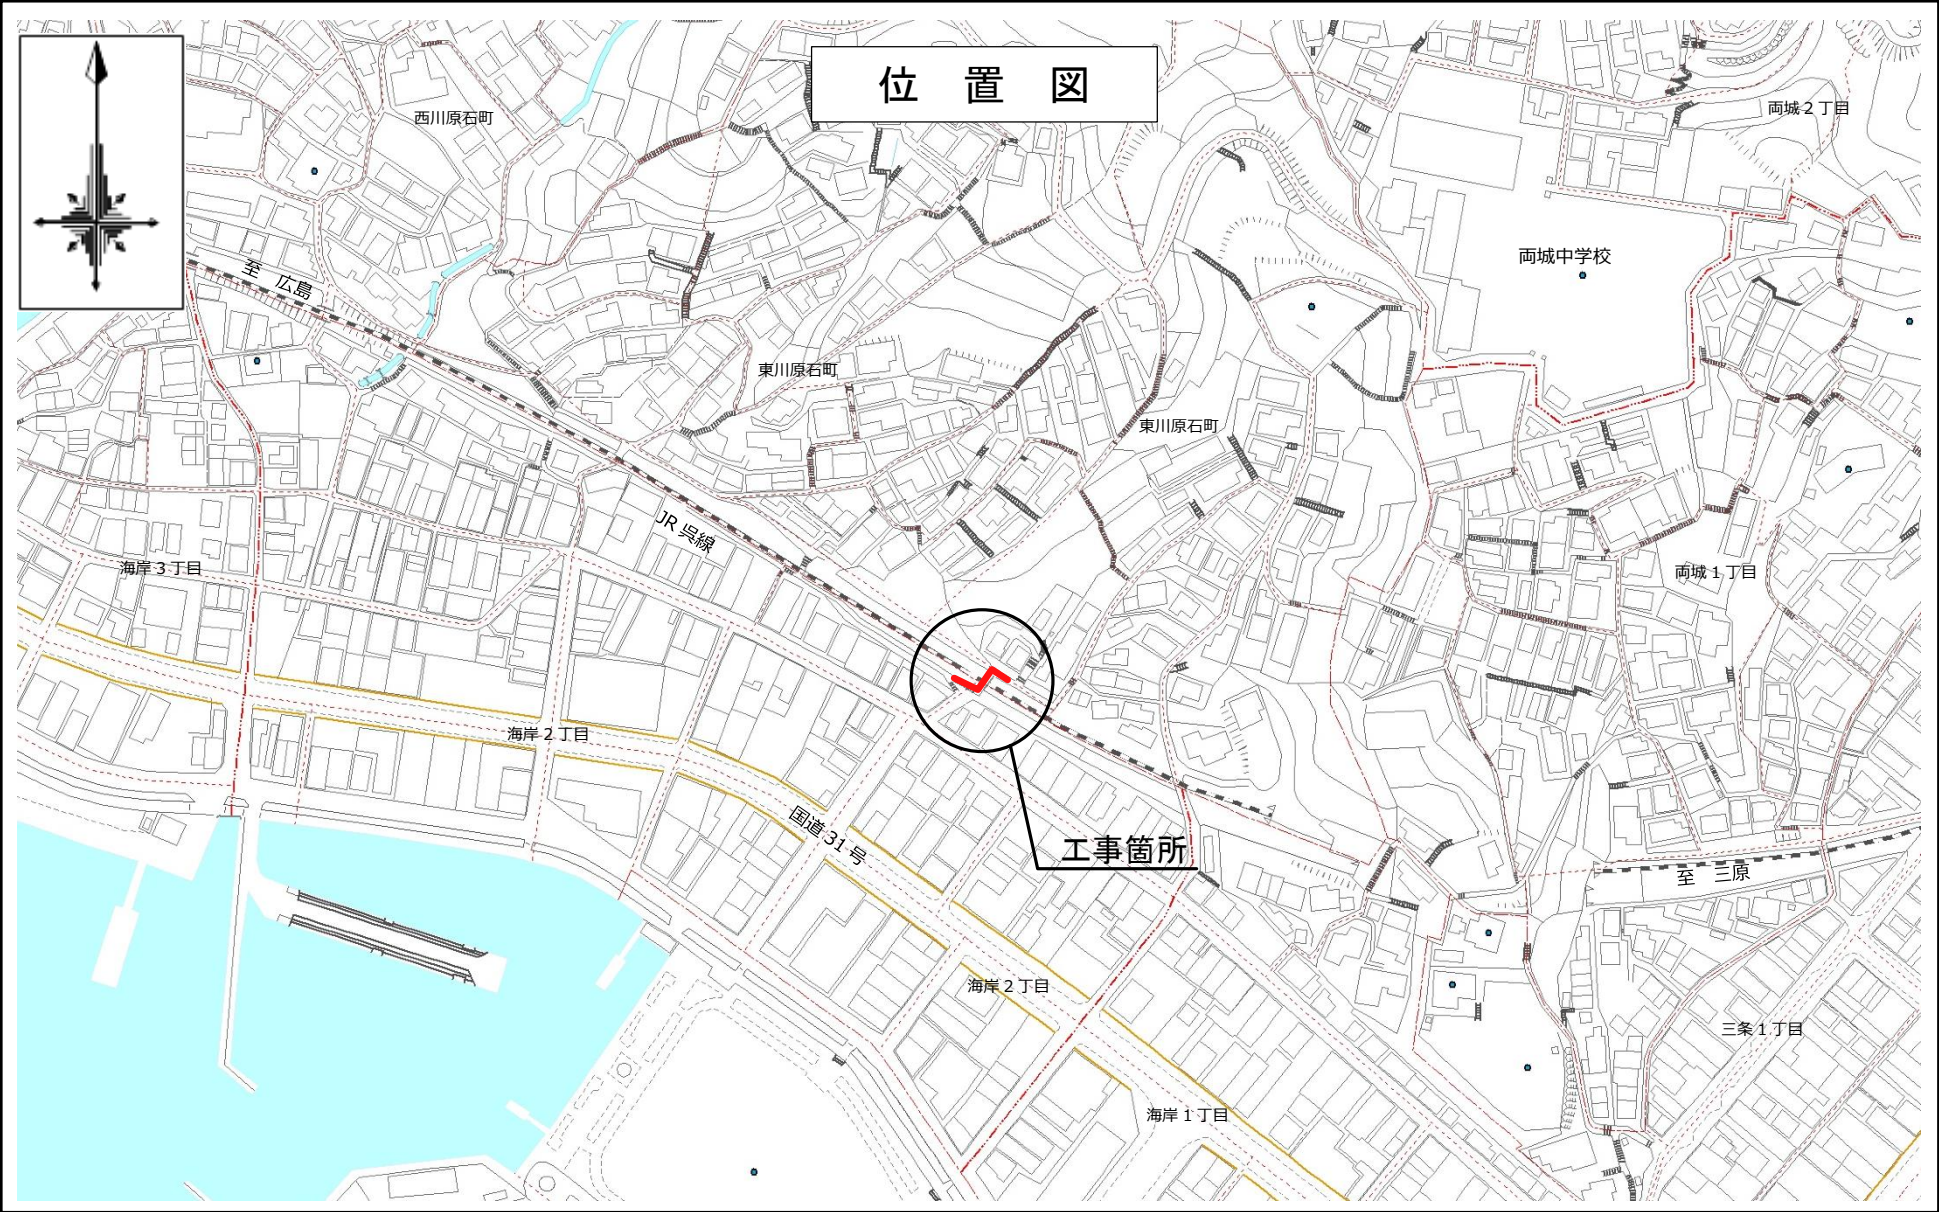 位 置 図
西川原石町
両城２丁目
両城中学校
至 広島
東川原石町
東川原石町
JR 呉線
海岸３丁目
両城１丁目
海岸２丁目
国道 31 号
工事箇所
至 三原
海岸２丁目
三条１丁目
海岸１丁目